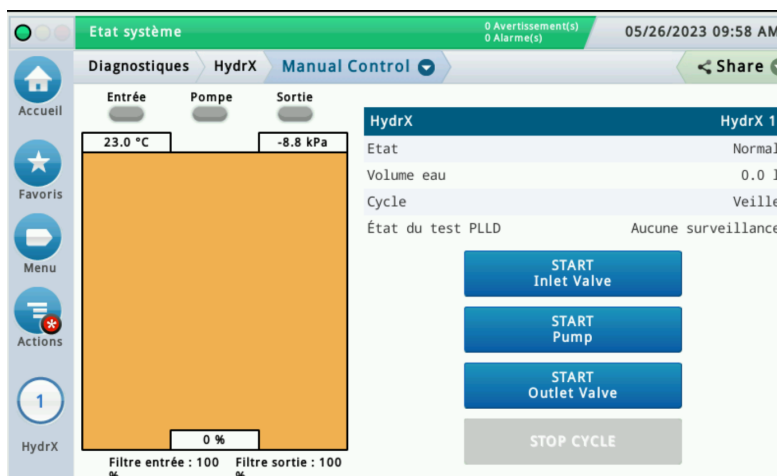 Etat système
0 Avertissement(s)
0 Alarme(s)
05/26/2023 09:58 AM
Diagnostiques
HydrX
Manual Control
Share
Accueil
Favoris
Menu
Actions
1
HydrX
Entrée
Pompe
Sortie
23.0 °C
-8.8 kPa
0 %
Filtre entrée : 100
%
Filtre sortie : 100
%
HydrX HydrX 1
Etat Normal
Volume eau 0.0 l
Cycle Veille
État du test PLLD Aucune surveillance
START
Inlet Valve
START
Pump
START
Outlet Valve
STOP CYCLE